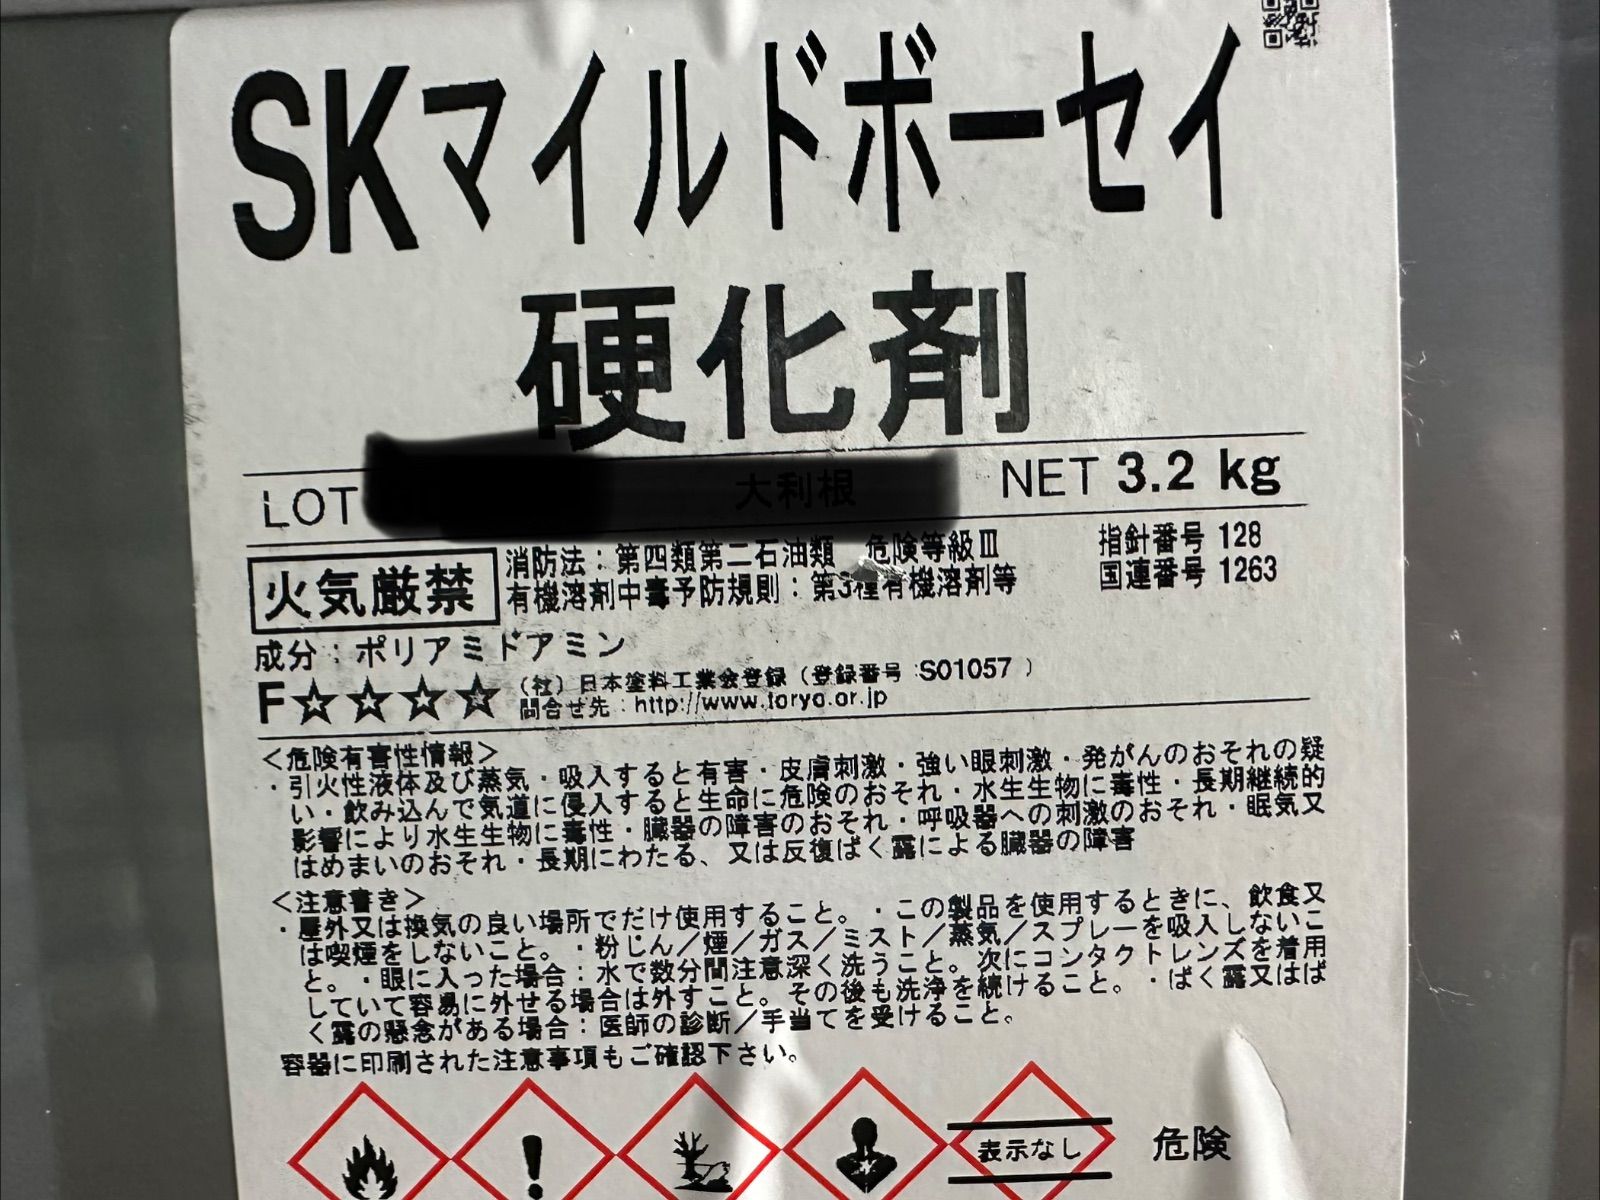 SKマイルドボーセイ
硬化剤
LOT 大利根 NET 3.2 kg
火気厳禁
消防法：第四類第二石油類 危険等級Ⅲ 指針番号 128
有機溶剤中毒予防規則：第3種有機溶剤等 国連番号 1263
成分：ポリアミドアミン
F☆☆☆☆
（社）日本塗料工業会登録（登録番号：S01057 ）
問合せ先：http://www.toryo.or.jp
＜危険有害性情報＞
・引火性液体及び蒸気・吸入すると有害・皮膚刺激・強い眼刺激・発がんのおそれの疑
い・飲み込んで気道に侵入すると生命に危険のおそれ・水生生物に毒性・長期継続的
影響により水生生物に毒性・臓器の障害のおそれ・呼吸器への刺激のおそれ・眠気又
はめまいのおそれ・長期にわたる、又は反復ばく露による臓器の障害
＜注意書き＞
・屋外又は換気の良い場所でだけ使用すること。・この製品を使用するときに、飲食又
は喫煙をしないこと。・粉じん／煙／ガス／ミスト／蒸気／スプレーを吸入しないこ
と。・眼に入った場合：水で数分間注意深く洗うこと。次にコンタクトレンズを着用
していて容易に外せる場合は外すこと。その後も洗浄を続けること。・ばく露又はば
く露の懸念がある場合：医師の診断／手当てを受けること。
容器に印刷された注意事項もご確認下さい。
表示なし
危険